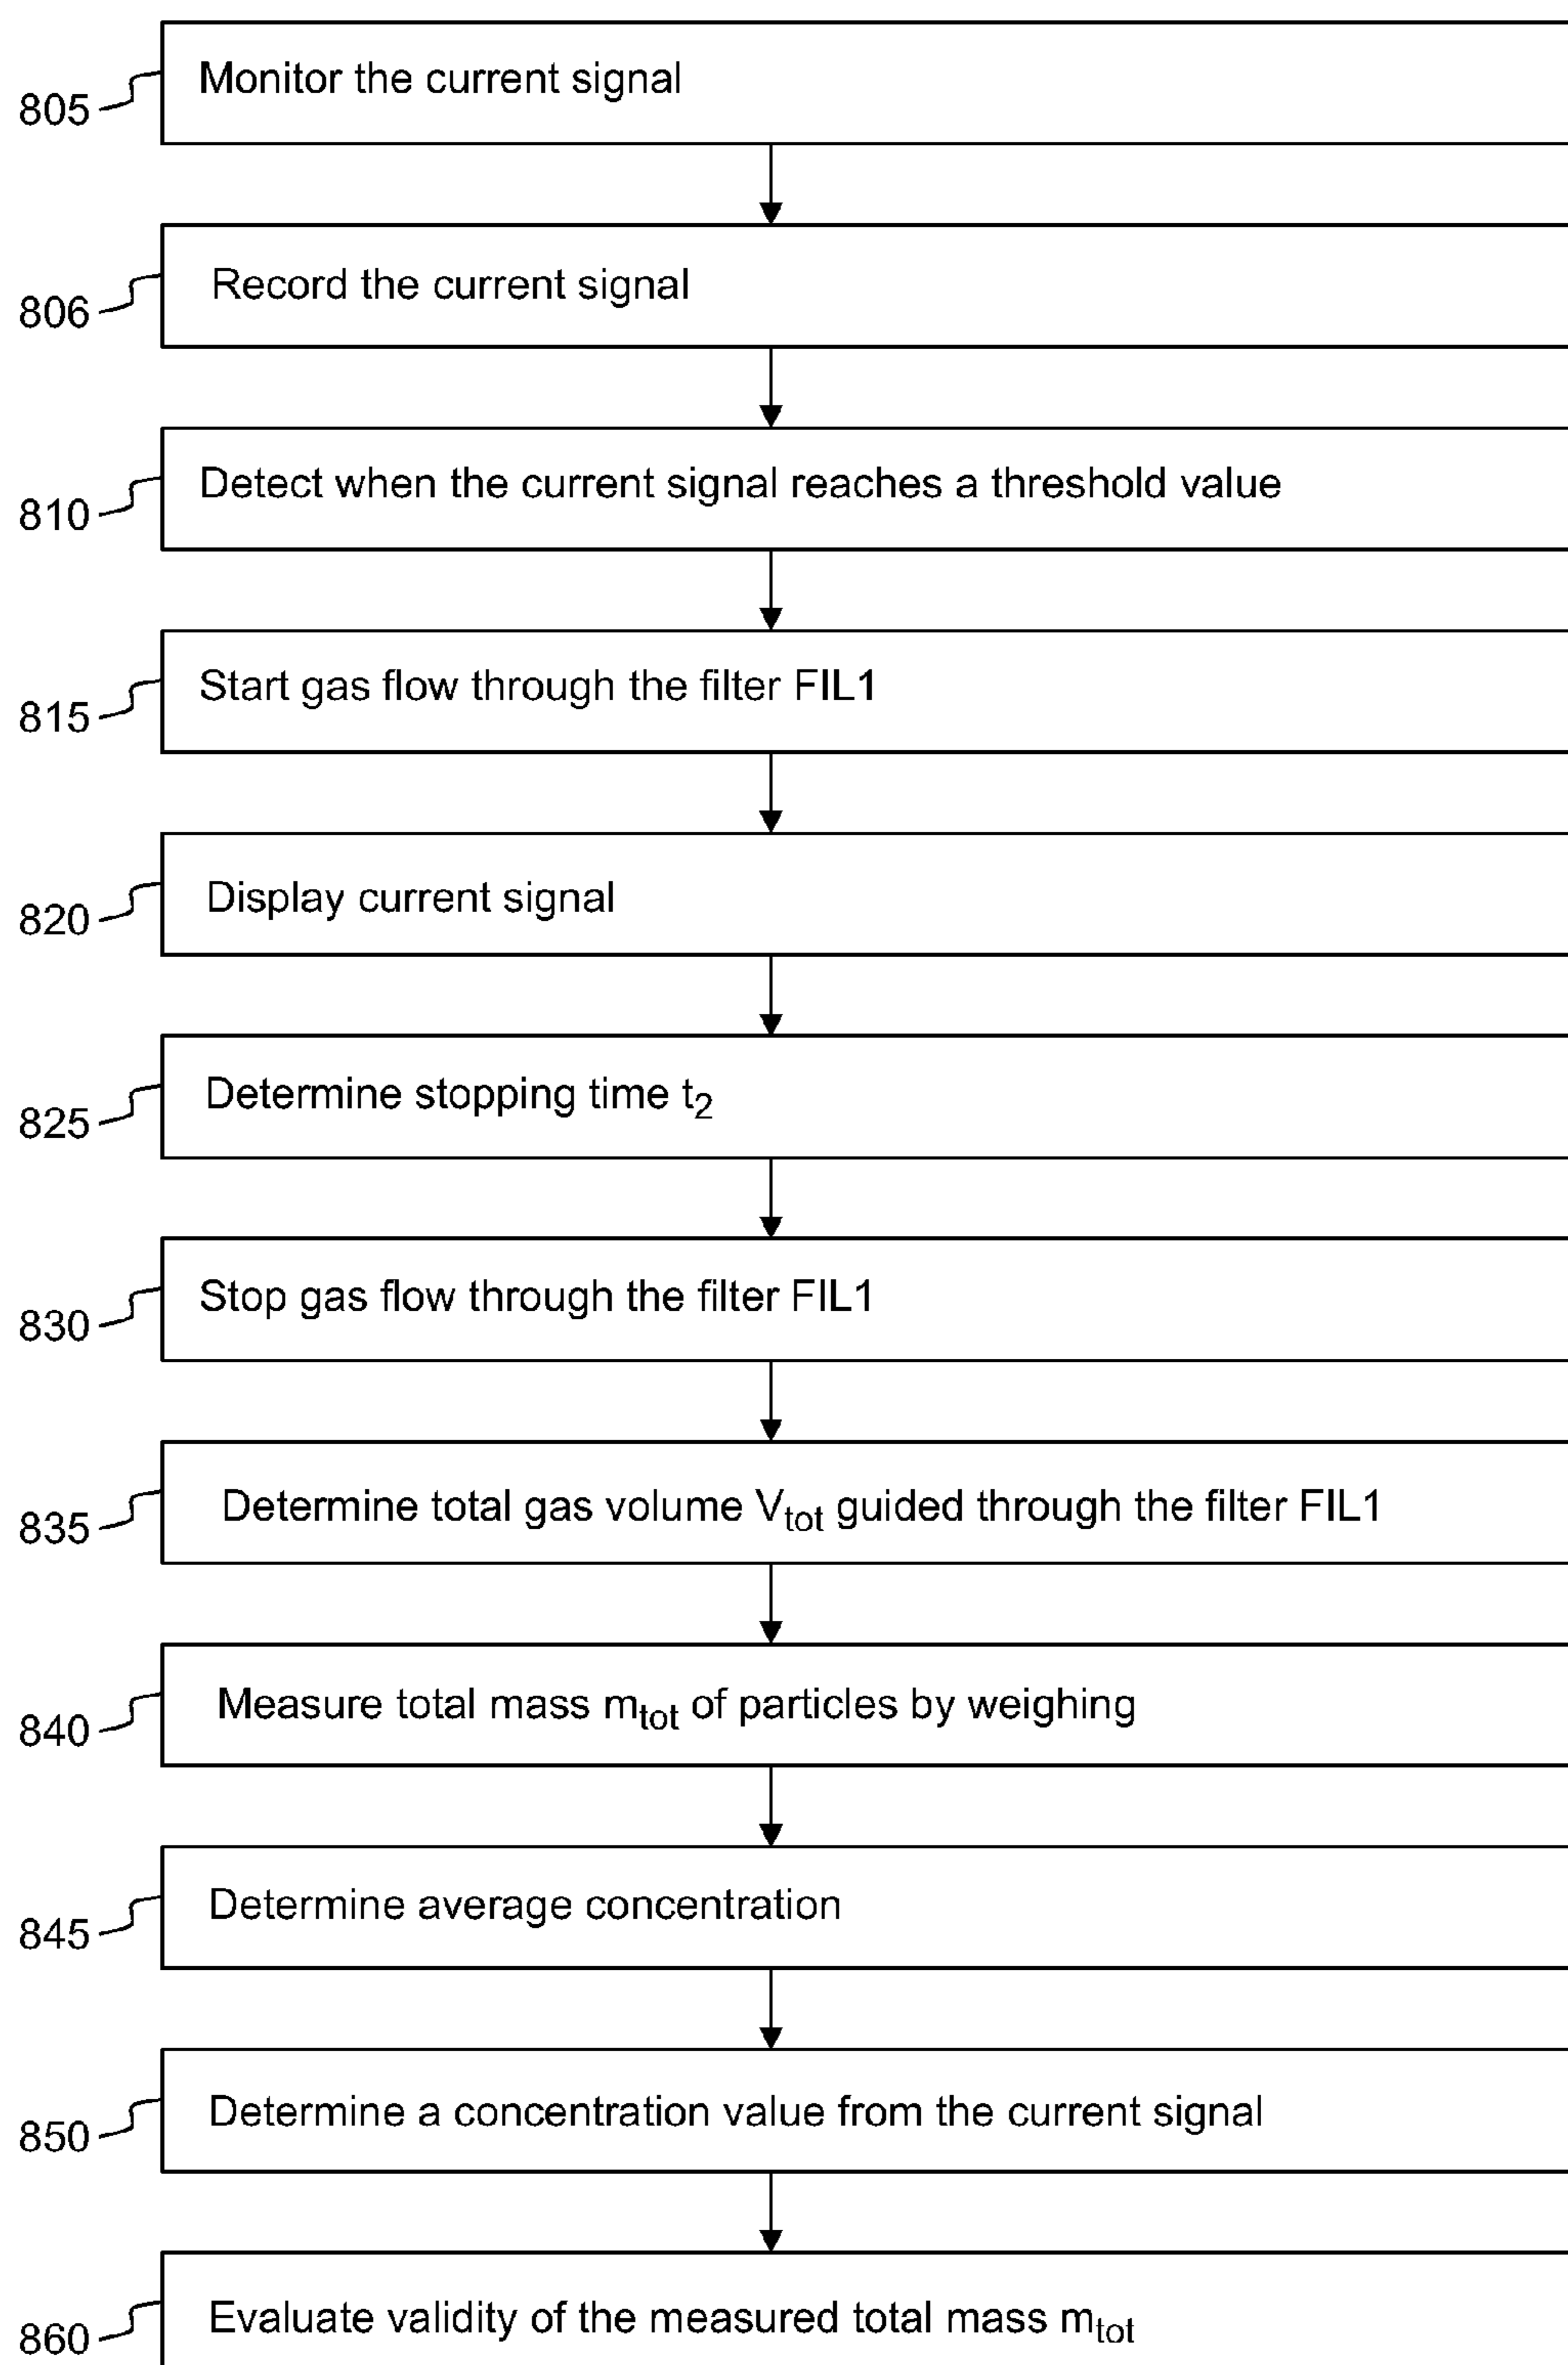 805 Monitor the current signal
806 Record the current signal
810 Detect when the current signal reaches a threshold value
815 Start gas flow through the filter FIL1
820 Display current signal
825 Determine stopping time t2
830 Stop gas flow through the filter FIL1
835 Determine total gas volume Vtot guided through the filter FIL1
840 Measure total mass mtot of particles by weighing
845 Determine average concentration
850 Determine a concentration value from the current signal
860 Evaluate validity of the measured total mass mtot